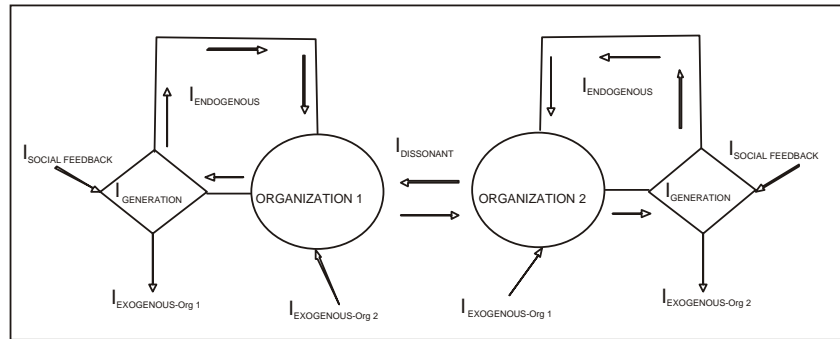 I ENDOGENOUS
I ENDOGENOUS
I SOCIAL FEEDBACK
I DISSONANT
I SOCIAL FEEDBACK
I GENERATION
ORGANIZATION 1
ORGANIZATION 2
I GENERATION
I EXOGENOUS-Org 1
I EXOGENOUS-Org 2
I EXOGENOUS-Org 1
I EXOGENOUS-Org 2